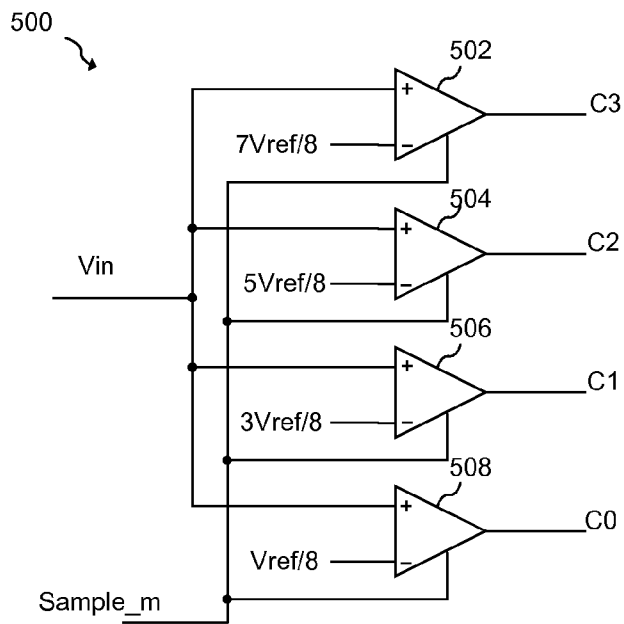 500
502
C3
7Vref/8
504
C2
Vin
5Vref/8
506
C1
3Vref/8
508
C0
Vref/8
Sample_m